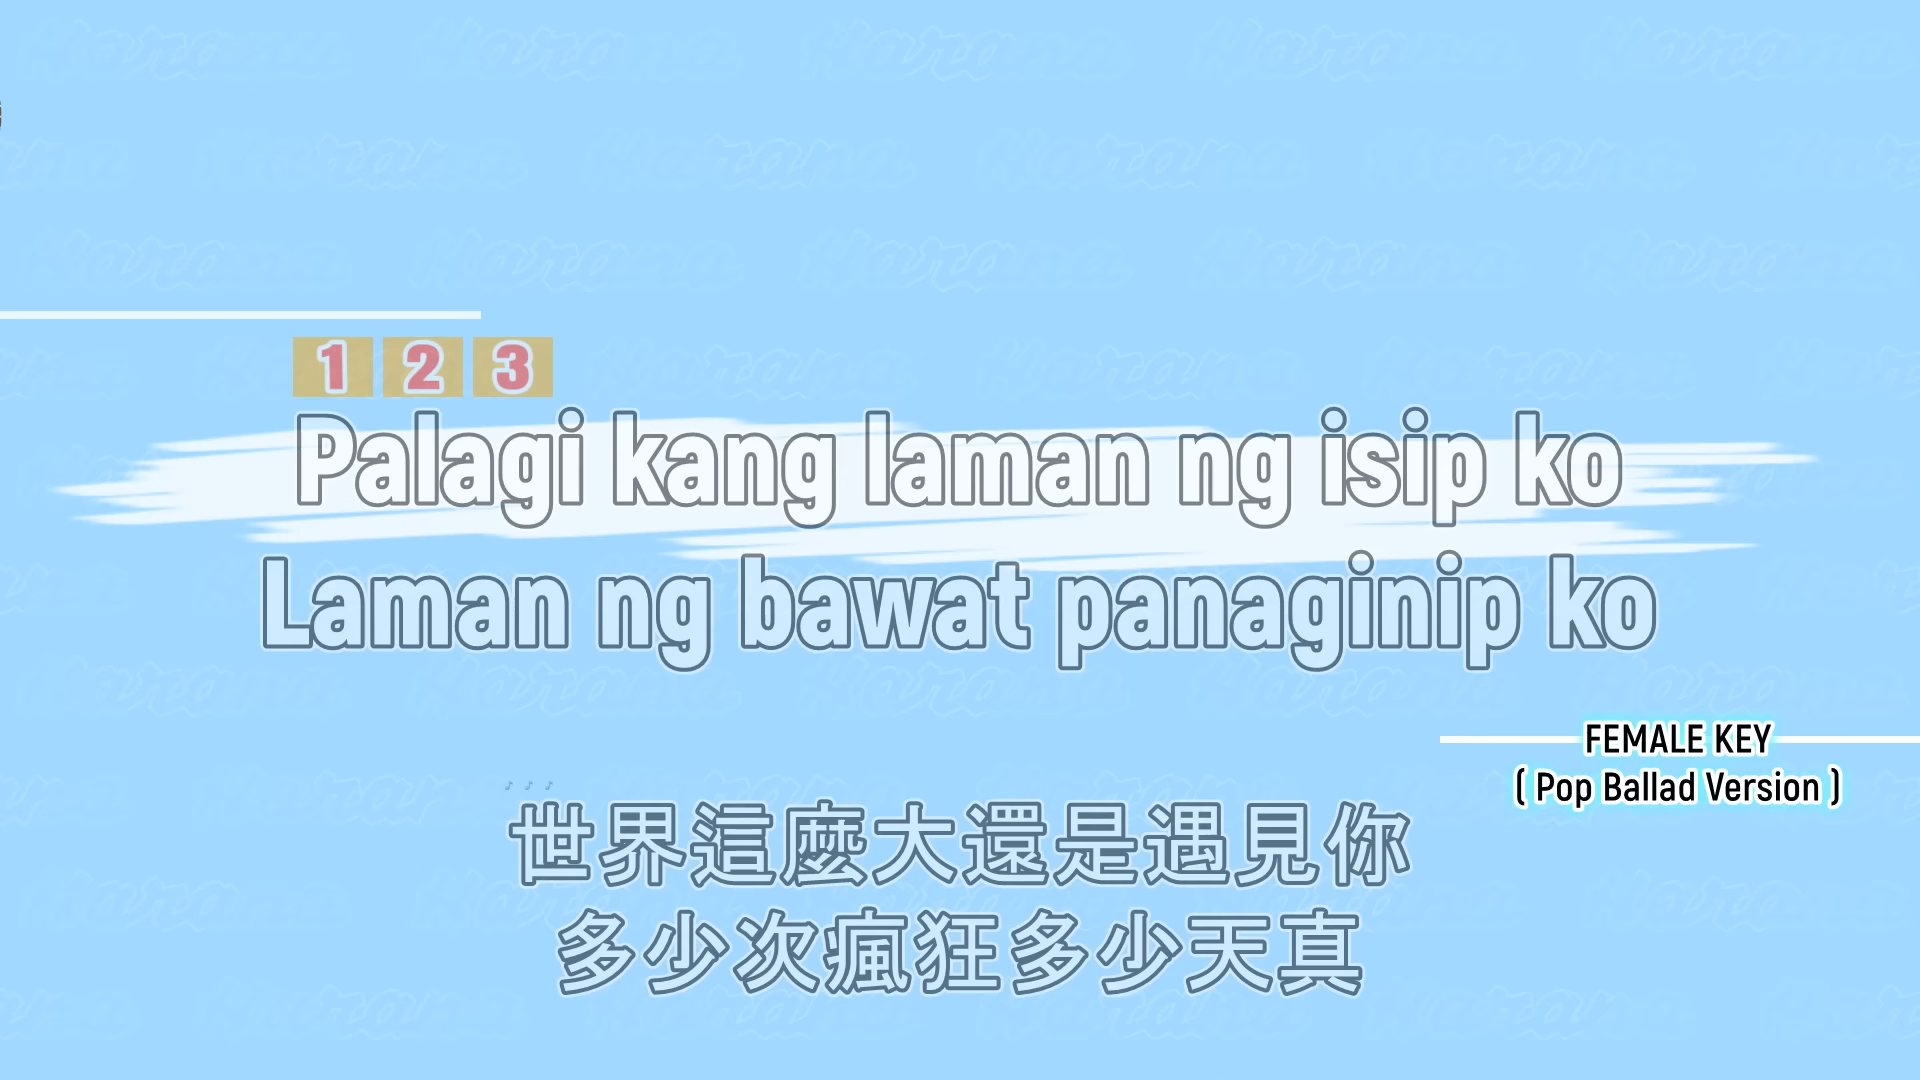 1 2 3
Palagi kang laman ng isip ko
Laman ng bawat panaginip ko
FEMALE KEY
( Pop Ballad Version )
世界這麼大還是遇見你
多少次瘋狂多少天真